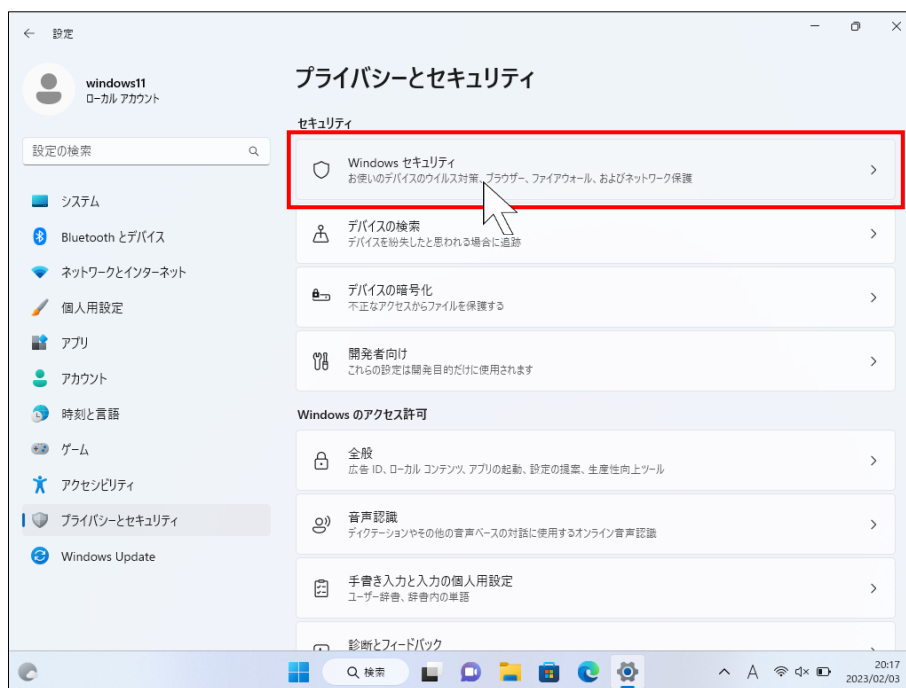 設定
windows11
ローカル アカウント
設定の検索
システム
Bluetooth とデバイス
ネットワークとインターネット
個人用設定
アプリ
アカウント
時刻と言語
ゲーム
アクセシビリティ
プライバシーとセキュリティ
Windows Update
プライバシーとセキュリティ
セキュリティ
Windows セキュリティ
お使いのデバイスのウイルス対策、ブラウザー、ファイアウォール、およびネットワーク保護
デバイスの検索
デバイスを紛失したと思われる場合に追跡
デバイスの暗号化
不正なアクセスからファイルを保護する
開発者向け
これらの設定は開発目的だけに使用されます
Windows のアクセス許可
全般
広告 ID、ローカル コンテンツ、アプリの起動、設定の提案、生産性向上ツール
音声認識
ディクテーションやその他の音声ベースの対話に使用するオンライン音声認識
手書き入力と入力の個人用設定
ユーザー辞書、辞書内の単語
診断とフィードバック
検索
A
20:17
2023/02/03